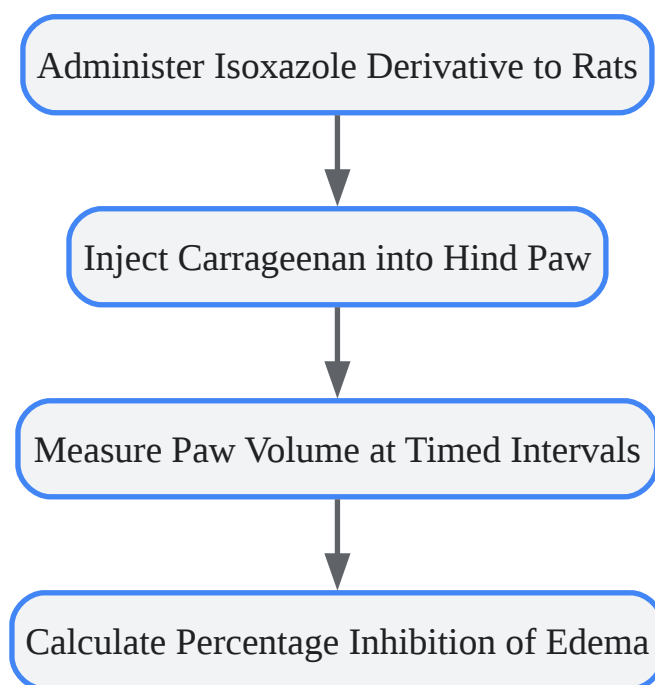 Administer Isoxazole Derivative to Rats
Inject Carrageenan into Hind Paw
Measure Paw Volume at Timed Intervals
Calculate Percentage Inhibition of Edema